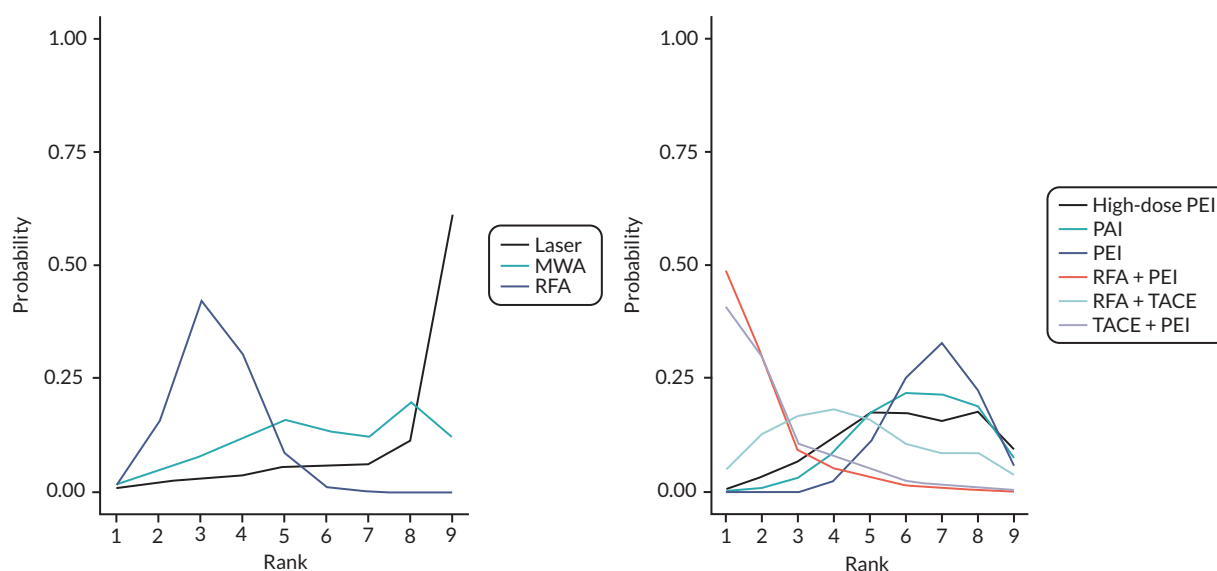 1.00
0.75
0.50
0.25
0.00
Probability
1 2 3 4 5 6 7 8 9
Rank
Laser
MWA
RFA
1.00
0.75
0.50
0.25
0.00
Probability
1 2 3 4 5 6 7 8 9
Rank
High-dose PEI
PAI
PEI
RFA + PEI
RFA + TACE
TACE + PEI